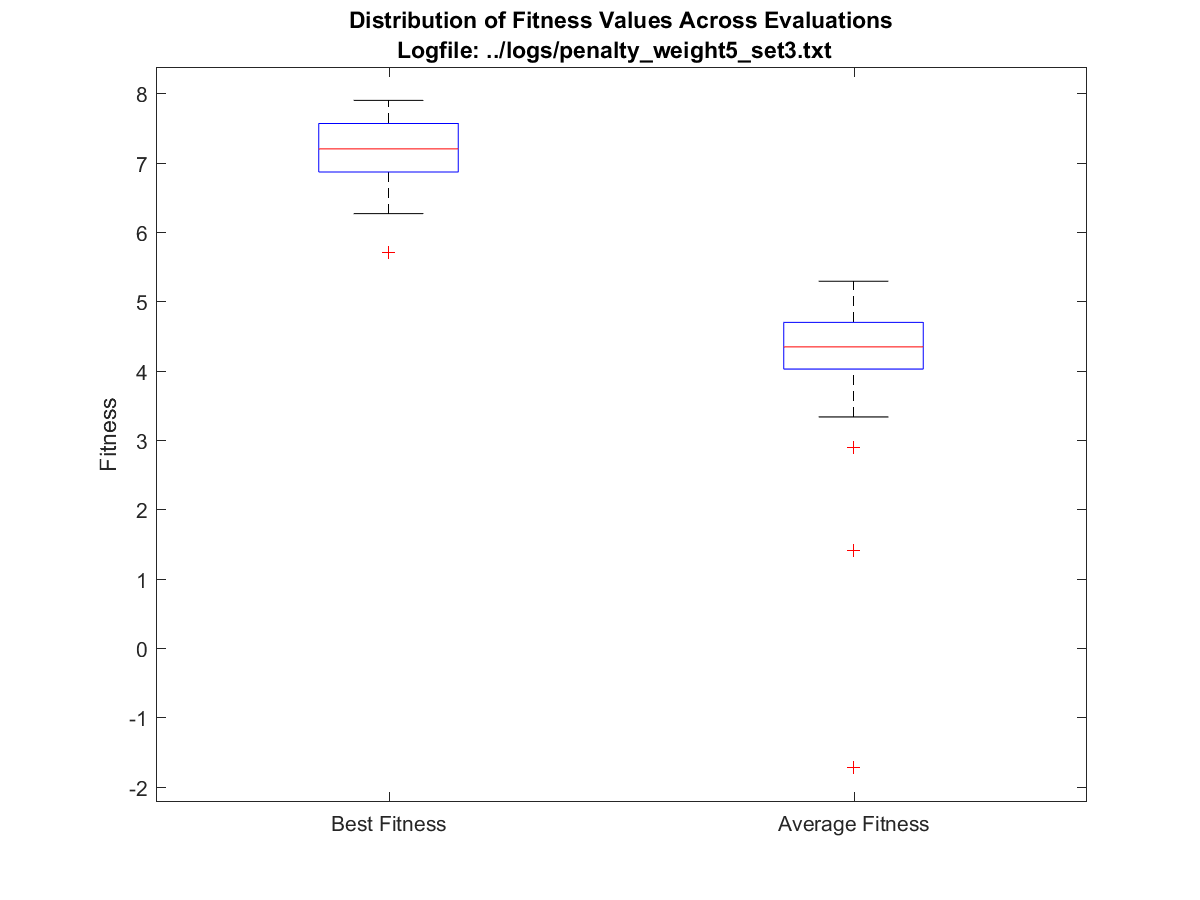 Distribution of Fitness Values Across Evaluations
Logfile: ../logs/penalty_weight5_set3.txt
8
7
6
5
4
3
2
1
0
-1
-2
Fitness
Best Fitness
Average Fitness